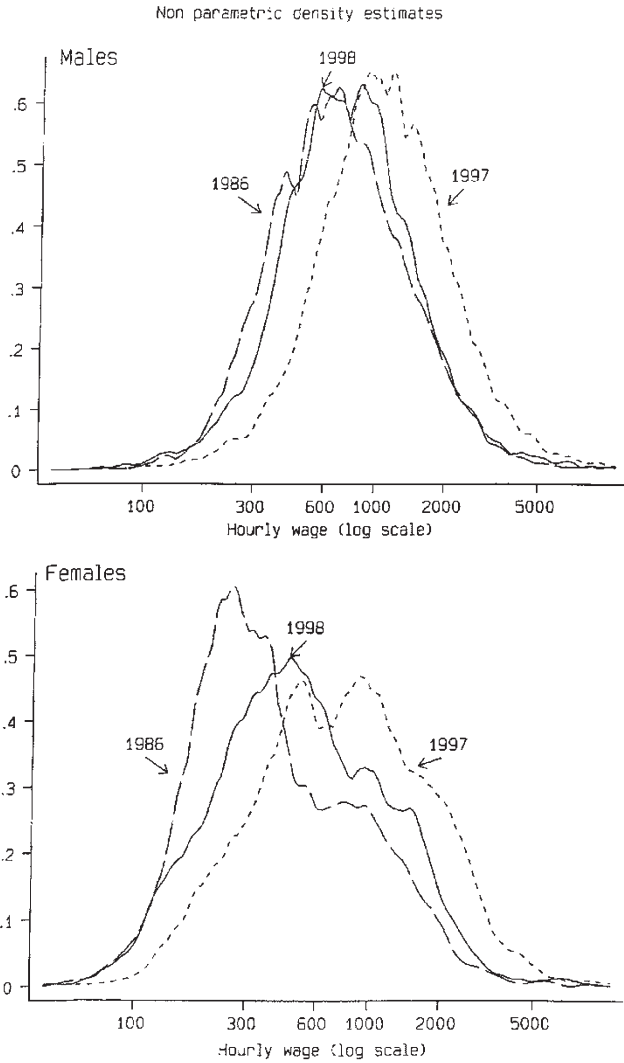 Non parametric density estimates
Males
1998
.6
.5
1986
1997
.4
.3
.2
.1
0
100 300 600 1000 2000 5000
Hourly wage (log scale)
Females
.6
1998
.5
.4
1986
1997
.3
.2
.1
0
100 300 600 1000 2000 5000
Hourly wage (log scale)